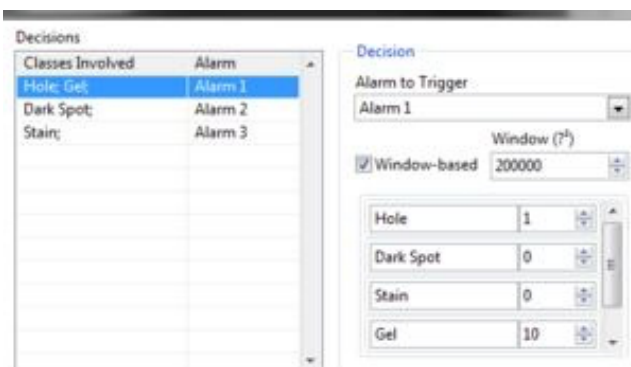 Decisions
Classes Involved Alarm
Hole; Gel; Alarm 1
Dark Spot; Alarm 2
Stain; Alarm 3
Decision
Alarm to Trigger
Alarm 1
Window (?²)
Window-based 200000
Hole 1
Dark Spot 0
Stain 0
Gel 10